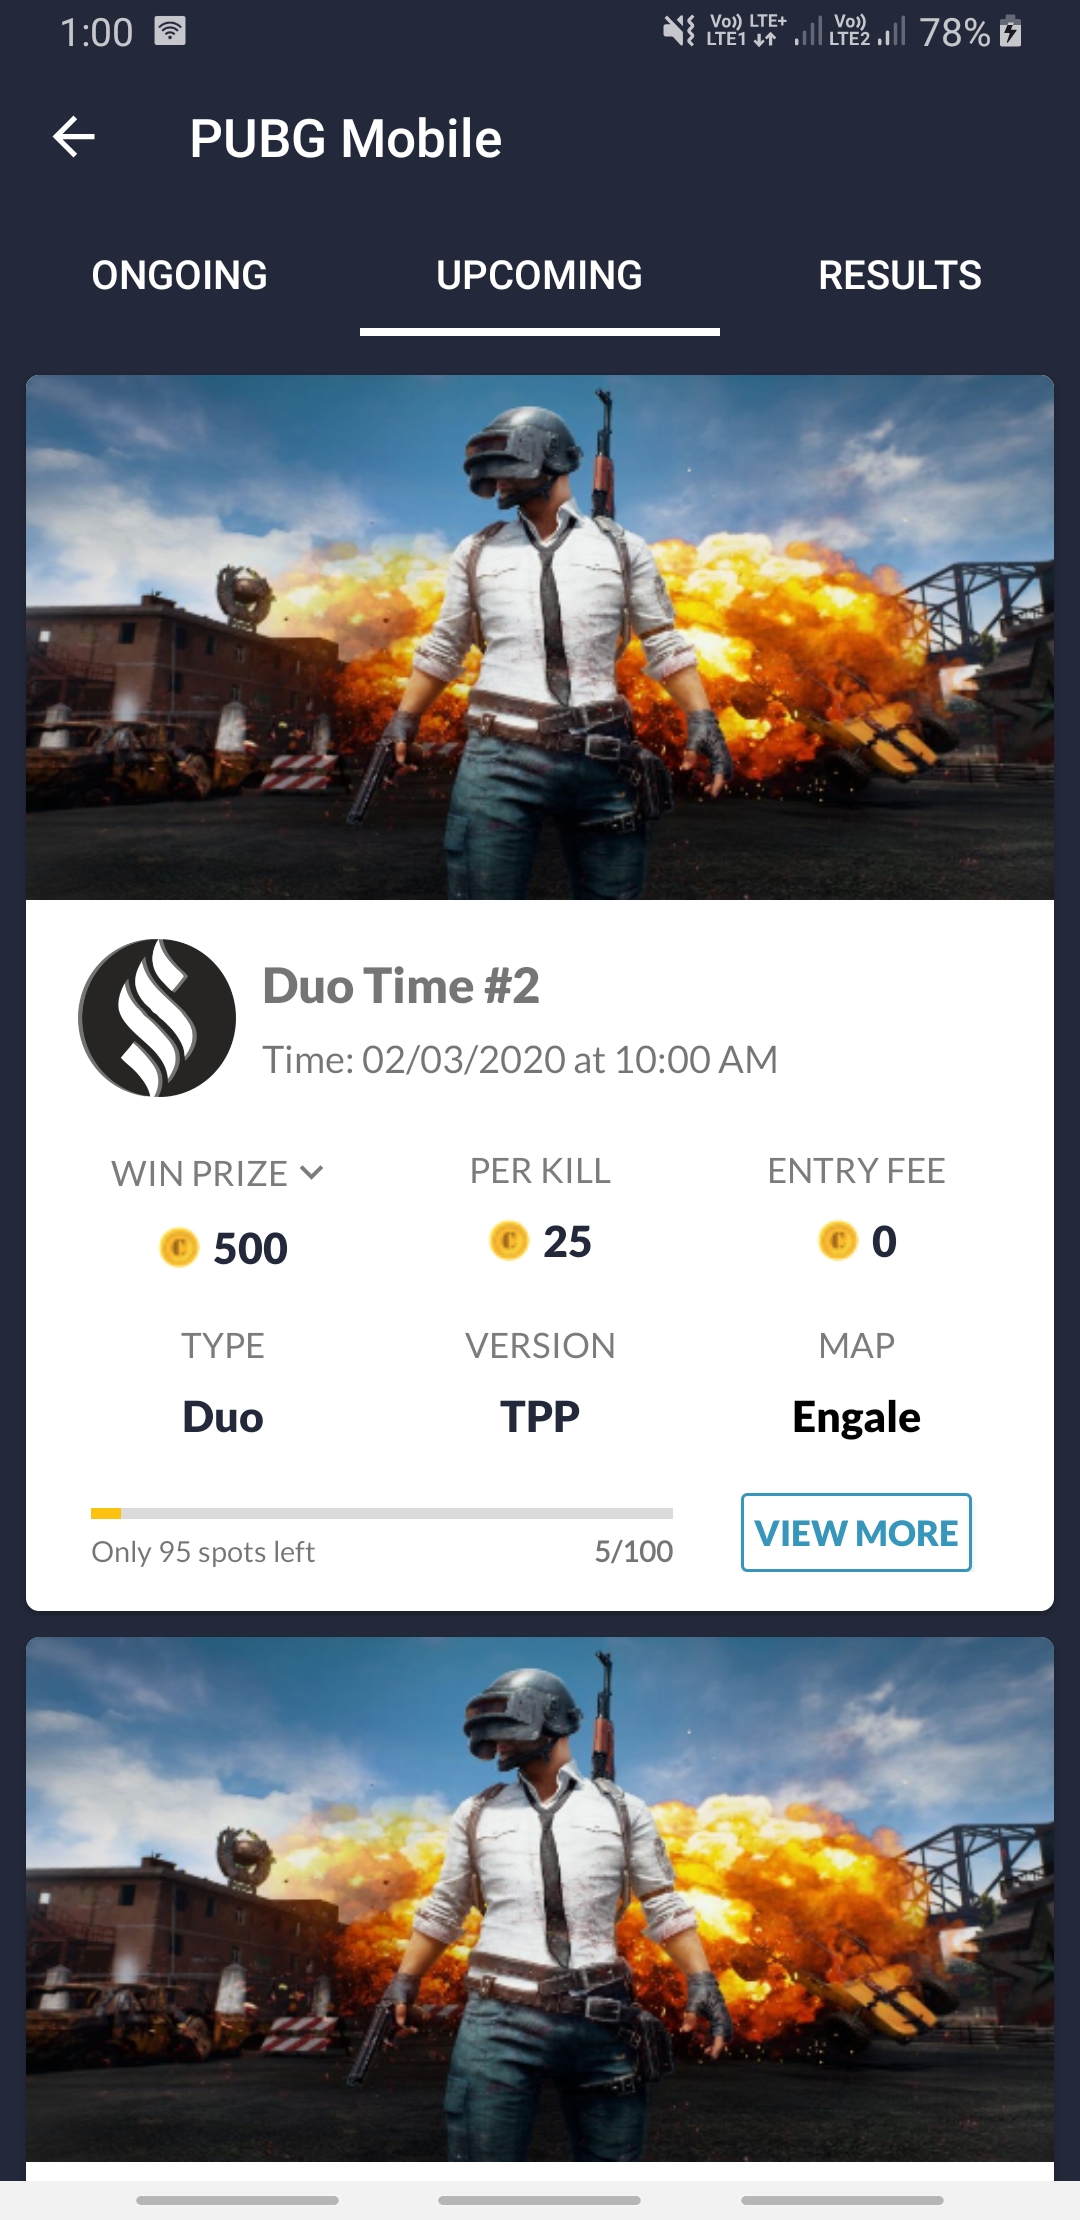 1:00
Vo)) LTE+ Vo)) 78%
LTE1 LTE2
PUBG Mobile
ONGOING UPCOMING RESULTS
Duo Time #2
Time: 02/03/2020 at 10:00 AM
WIN PRIZE PER KILL ENTRY FEE
500 25 0
TYPE VERSION MAP
Duo TPP Engale
Only 95 spots left 5/100 VIEW MORE